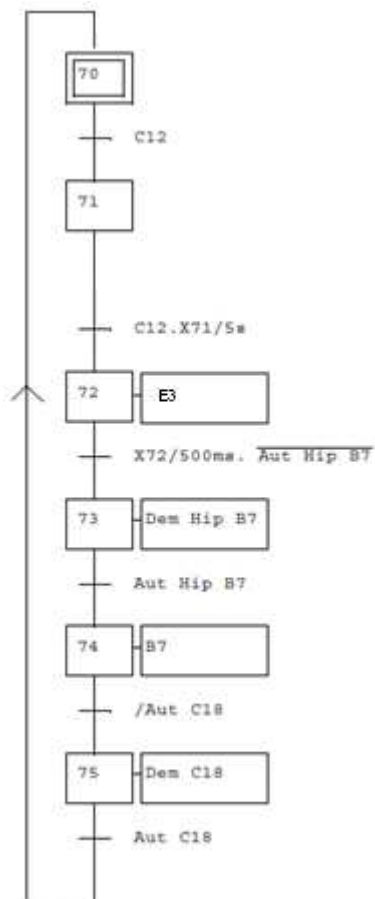 70
C12
71
C12.X71/5s
72 E3
X72/500ms. Aut Hip B7
73 Dem Hip B7
Aut Hip B7
74 B7
/Aut C18
75 Dem C18
Aut C18